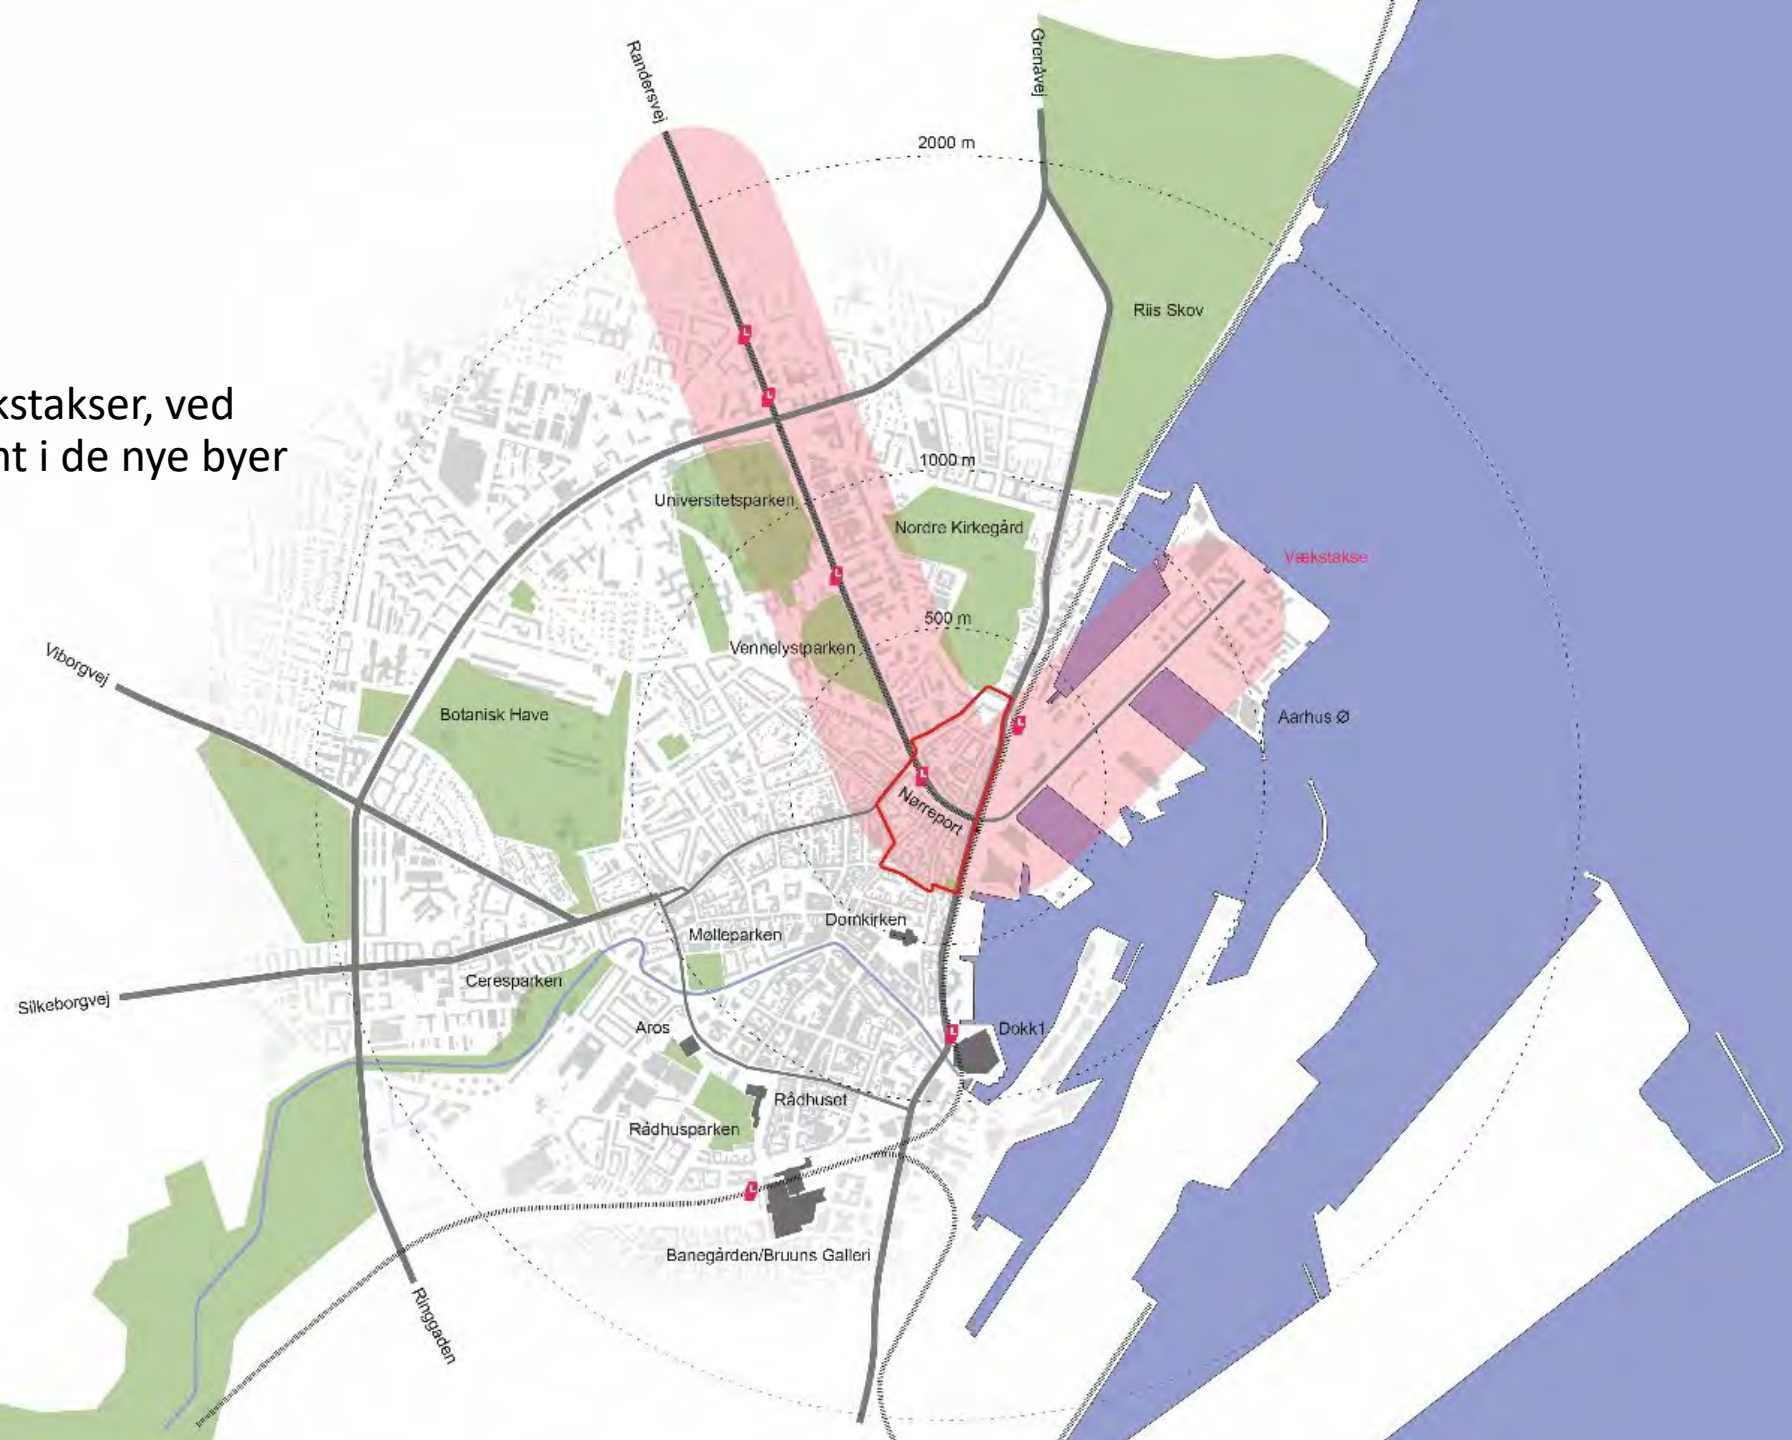 Randersvej
Grenåvej
2000 m
Riis Skov
kstakser, ved
nt i de nye byer
1000 m
Universitetsparken
Nordre Kirkegård
Vækstakse
500 m
Vennelystparken
Viborgvej
Botanisk Have
Aarhus Ø
Nørreport
Domkirken
Mølleparken
Ceresparken
Silkeborgvej
Aros
Dokk1
Rådhuset
Rådhusparken
Banegården/Bruuns Galleri
Ringgaden
L
L
L
L
L
L
L